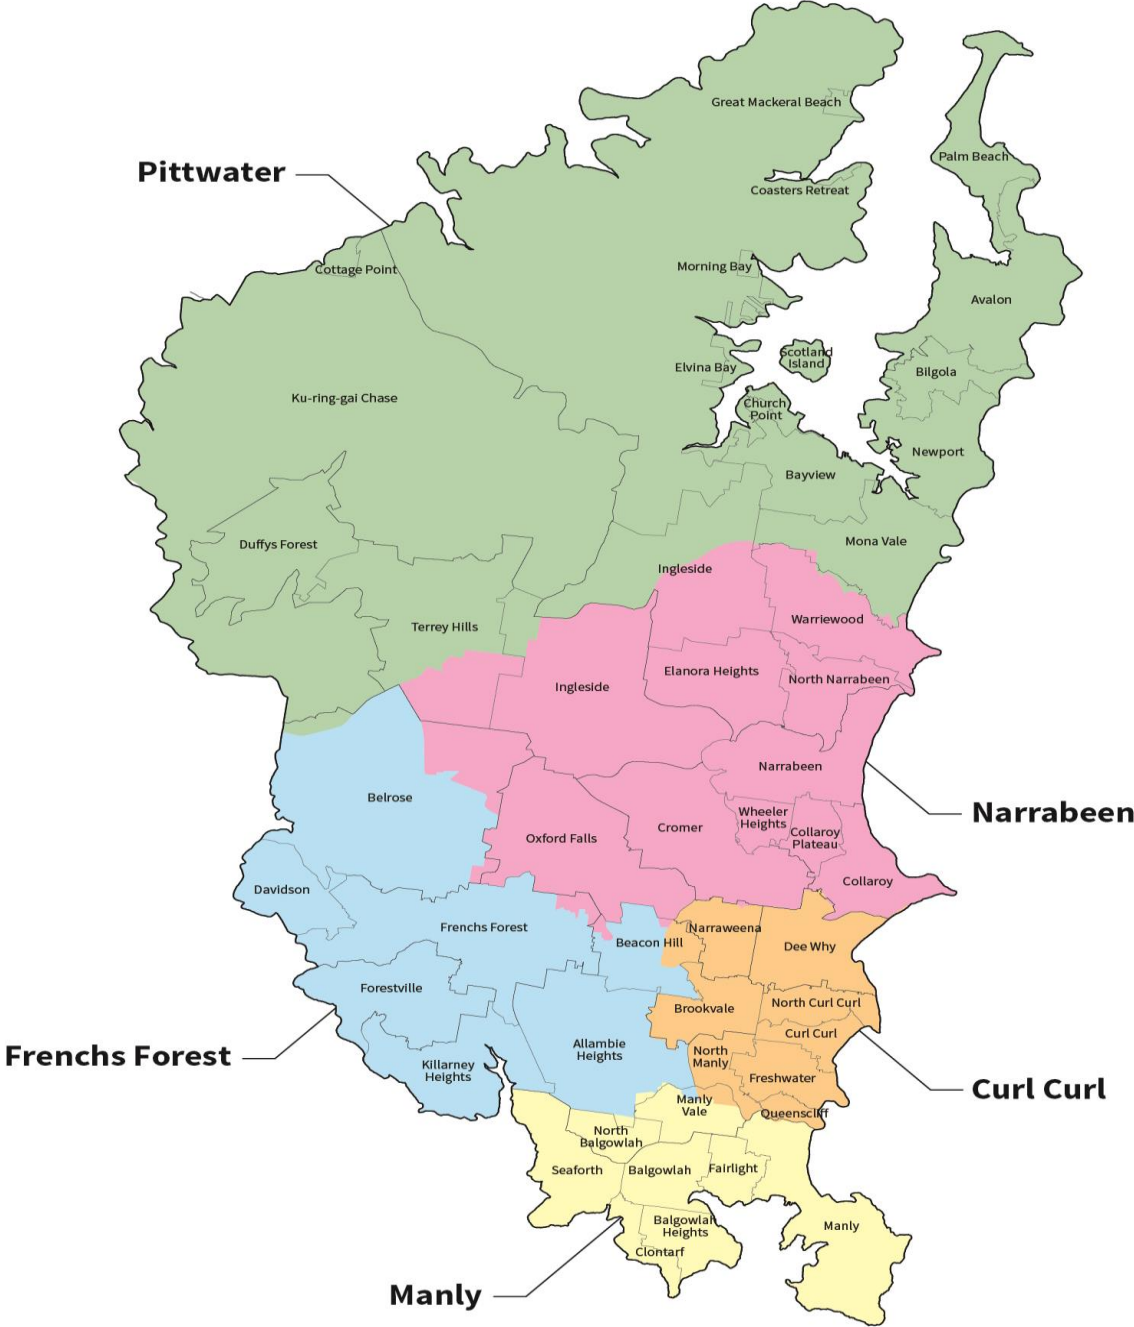 Great Mackeral Beach
Palm Beach
Pittwater
Coasters Retreat
Cottage Point
Morning Bay
Avalon
Scotland
Island
Elvina Bay
Bilgola
Ku-ring-gai Chase
Church
Point
Newport
Bayview
Duffys Forest
Mona Vale
Ingleside
Warriewood
Terrey Hills
Elanora Heights
North Narrabeen
Ingleside
Narrabeen
Belrose
Narrabeen
Wheeler
Heights
Cromer
Collaroy
Plateau
Oxford Falls
Collaroy
Davidson
Frenchs Forest
Narraweena
Beacon Hill
Dee Why
Forestville
North Curl Curl
Brookvale
Curl Curl
Allambie
Heights
North
Manly
Frenchs Forest
Killarney
Heights
Freshwater
Curl Curl
Manly
Vale
Queenscliff
North
Balgowlah
Seaforth
Balgowlah
Fairlight
Balgowlah
Heights
Manly
Clontarf
Manly